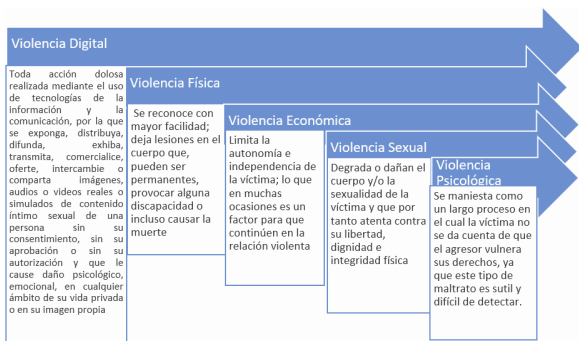 Violencia Digital
Toda acción dolosa
realizada mediante el uso
de tecnologías de la
información y la
comunicación, por la que
se exponga, distribuya,
difunda, exhiba,
transmita, comercialice,
oferte, intercambie o
comparta imágenes,
audios o videos reales o
simulados de contenido
íntimo sexual de una
persona sin su
consentimiento, sin su
aprobación o sin su
autorización y que le
cause daño psicológico,
emocional, en cualquier
ámbito de su vida privada
o en su imagen propia
Violencia Física
Se reconoce con
mayor facilidad;
deja lesiones en el
cuerpo que,
pueden ser
permanentes,
provocar alguna
discapacidad o
incluso causar la
muerte
Violencia Económica
Limita la
autonomía e
independencia de
la víctima; lo que
en muchas
ocasiones es un
factor para que
continúen en la
relación violenta
Violencia Sexual
Degrada o dañan el
cuerpo y/o la
sexualidad de la
víctima y que por
tanto atenta contra
su libertad,
dignidad e
integridad física
Violencia
Psicológica
Se maniesta como
un largo proceso en
el cual la víctima no
se da cuenta de que
el agresor vulnera
sus derechos, ya
que este tipo de
maltrato es sutil y
difícil de detectar.